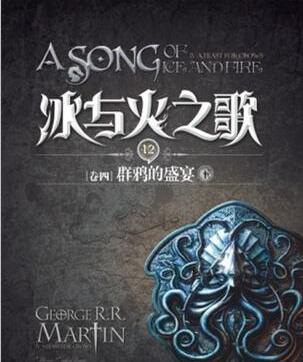 A SONG OF
ICE AND FIRE
IV: A FEAST FOR CROWS
冰与火之歌
12
[卷四] 群鸦的盛宴 下
GEORGE R.R.
MARTIN